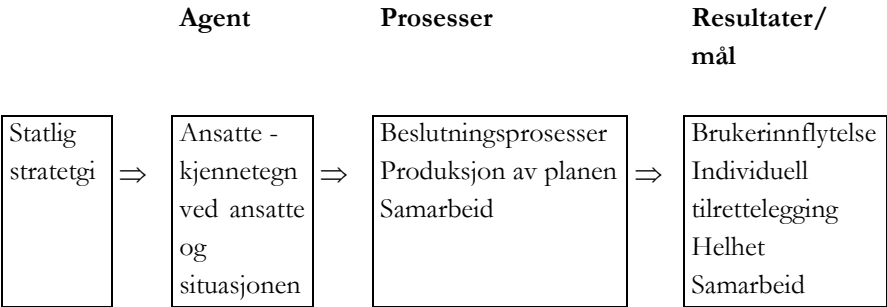 Agent
Prosesser
Resultater/
mål
Statlig
stratetgi
⇒
Ansatte -
kjennetegn
ved ansatte
og
situasjonen
⇒
Beslutningsprosesser
Produksjon av planen
Samarbeid
⇒
Brukerinnflytelse
Individuell
tilrettelegging
Helhet
Samarbeid